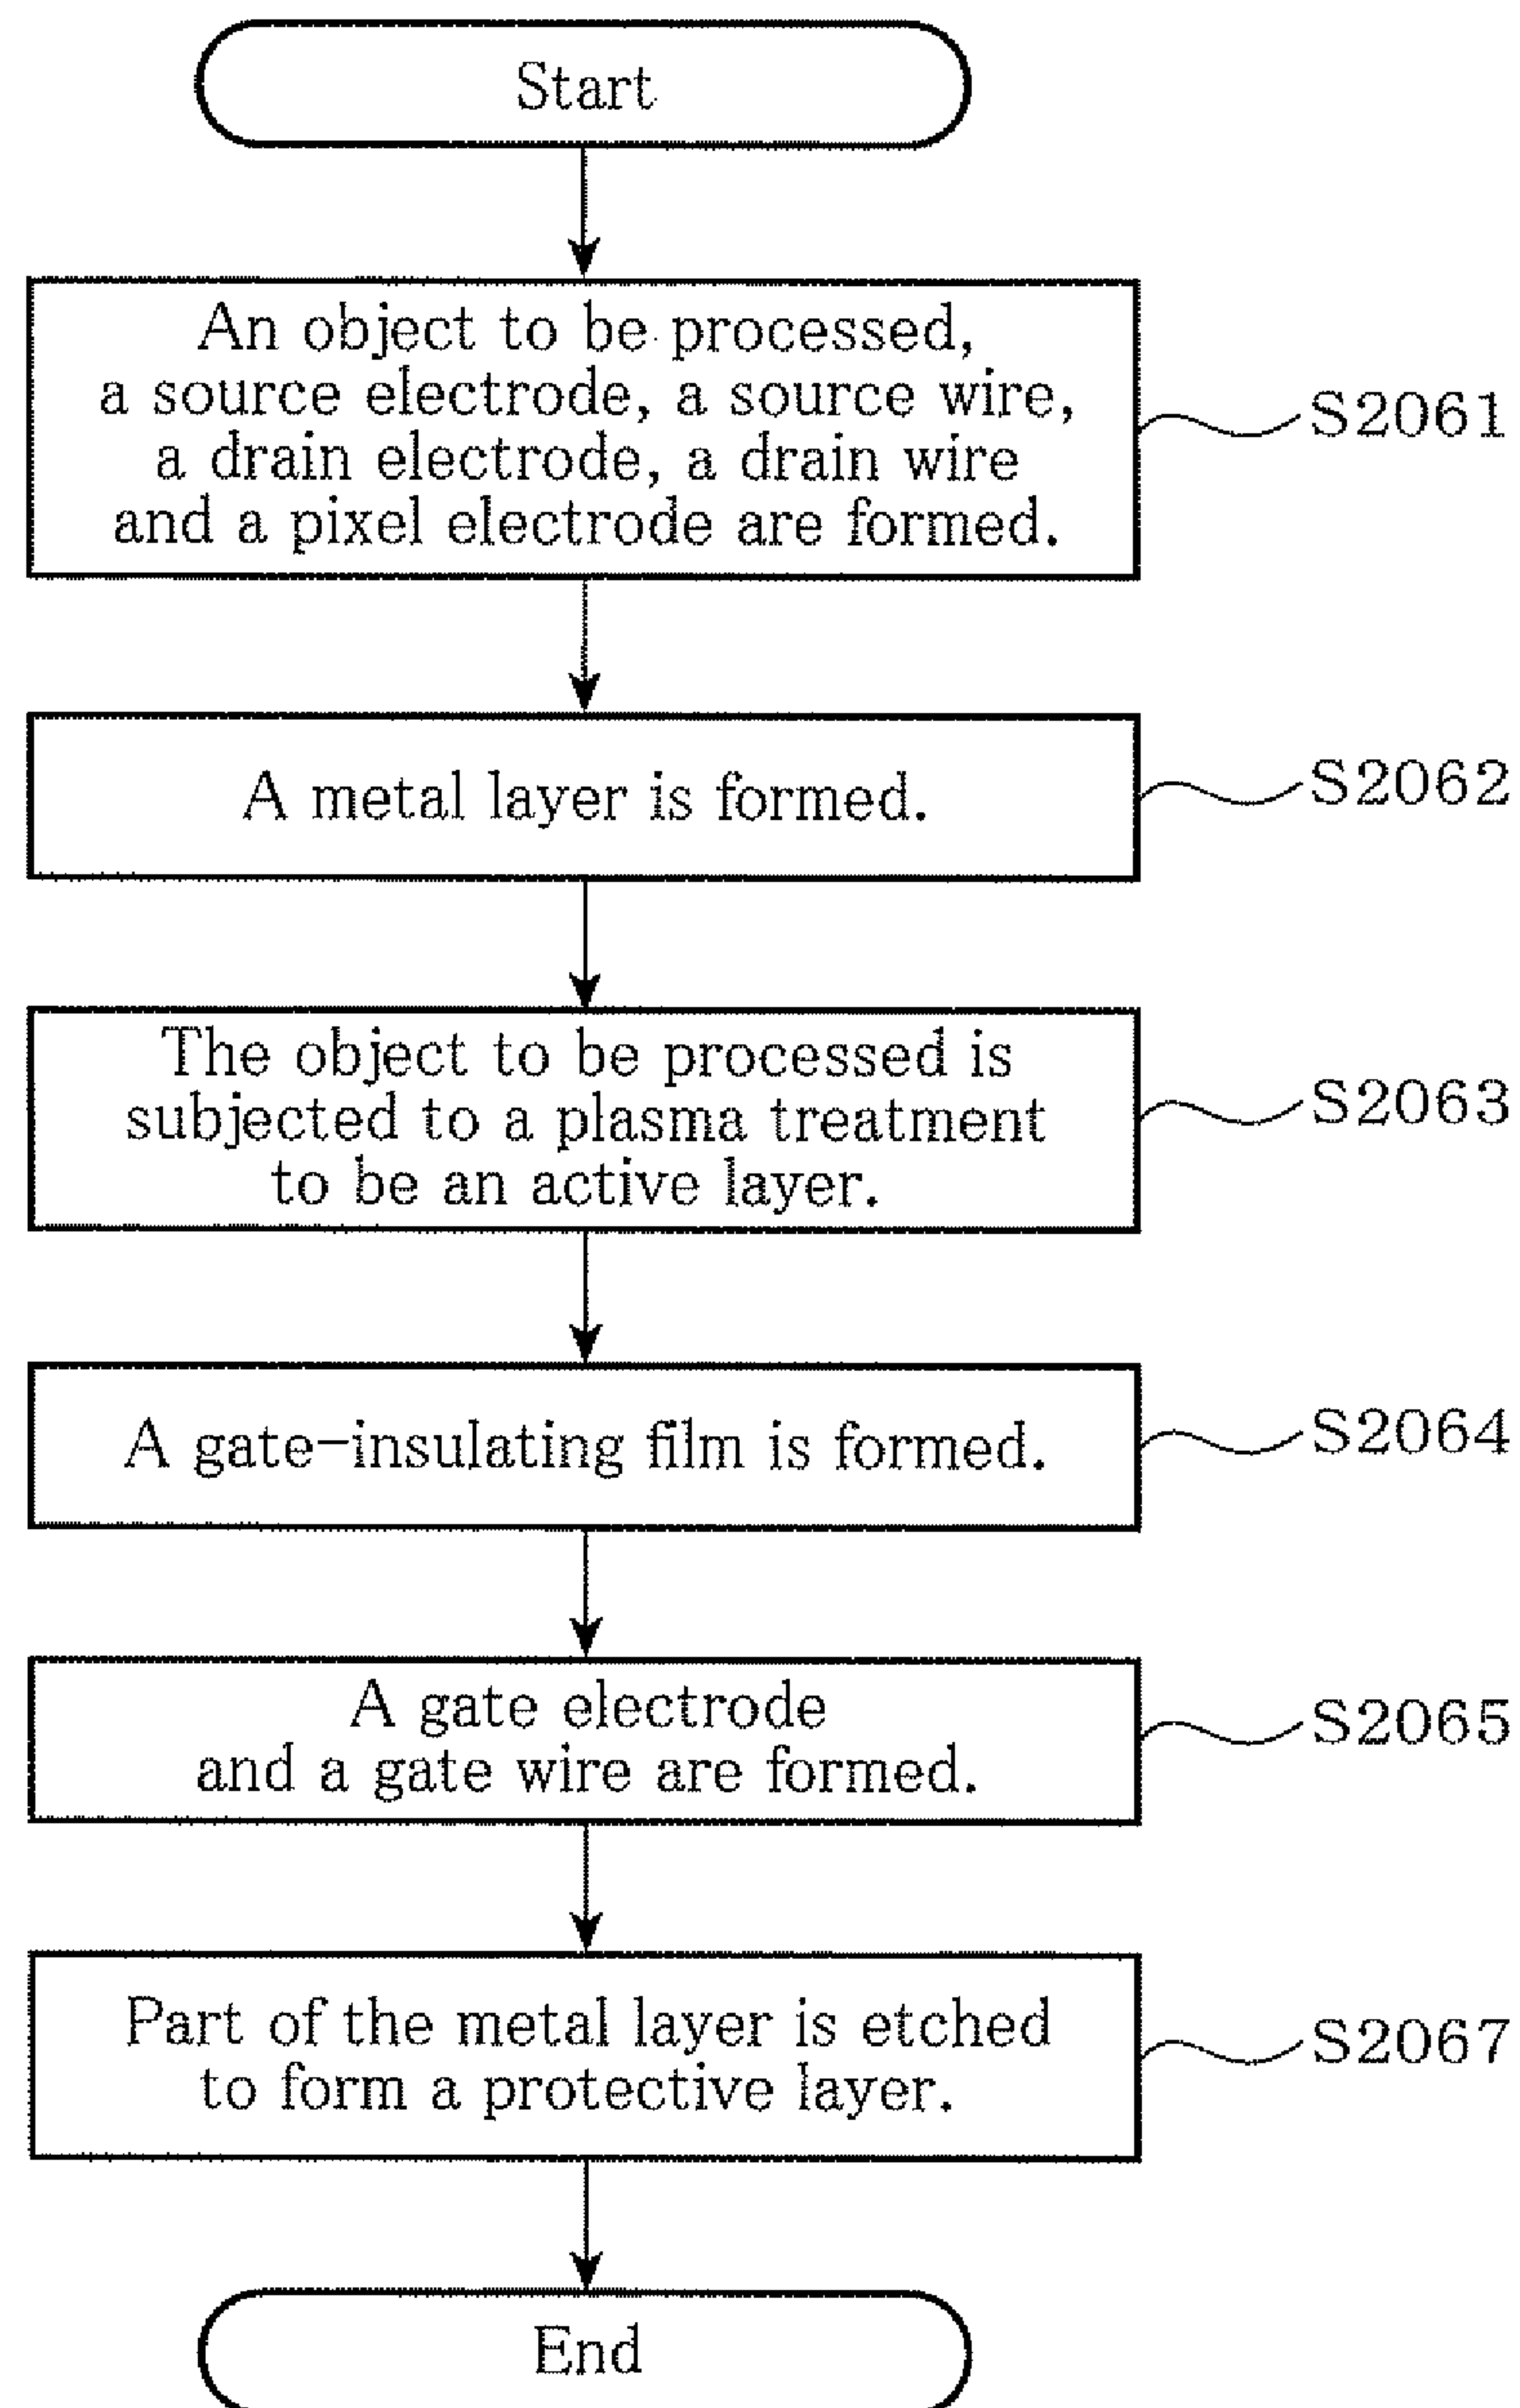 Start
An object to be processed,
a source electrode, a source wire,
a drain electrode, a drain wire
and a pixel electrode are formed.
S2061
A metal layer is formed.
S2062
The object to be processed is
subjected to a plasma treatment
to be an active layer.
S2063
A gate-insulating film is formed.
S2064
A gate electrode
and a gate wire are formed.
S2065
Part of the metal layer is etched
to form a protective layer.
S2067
End